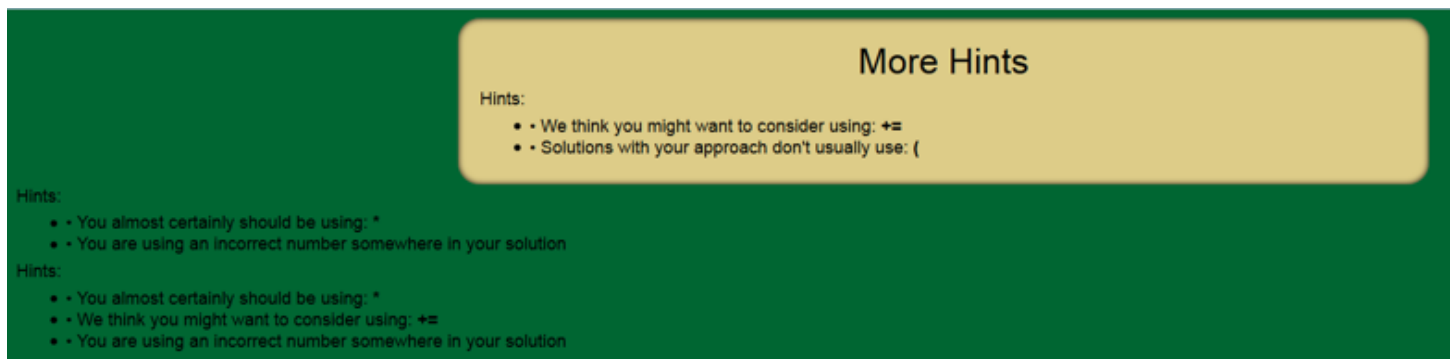 More Hints
Hints:
• • We think you might want to consider using: +=
• • Solutions with your approach don't usually use: (
Hints:
• • You almost certainly should be using: *
• • You are using an incorrect number somewhere in your solution
Hints:
• • You almost certainly should be using: *
• • We think you might want to consider using: +=
• • You are using an incorrect number somewhere in your solution